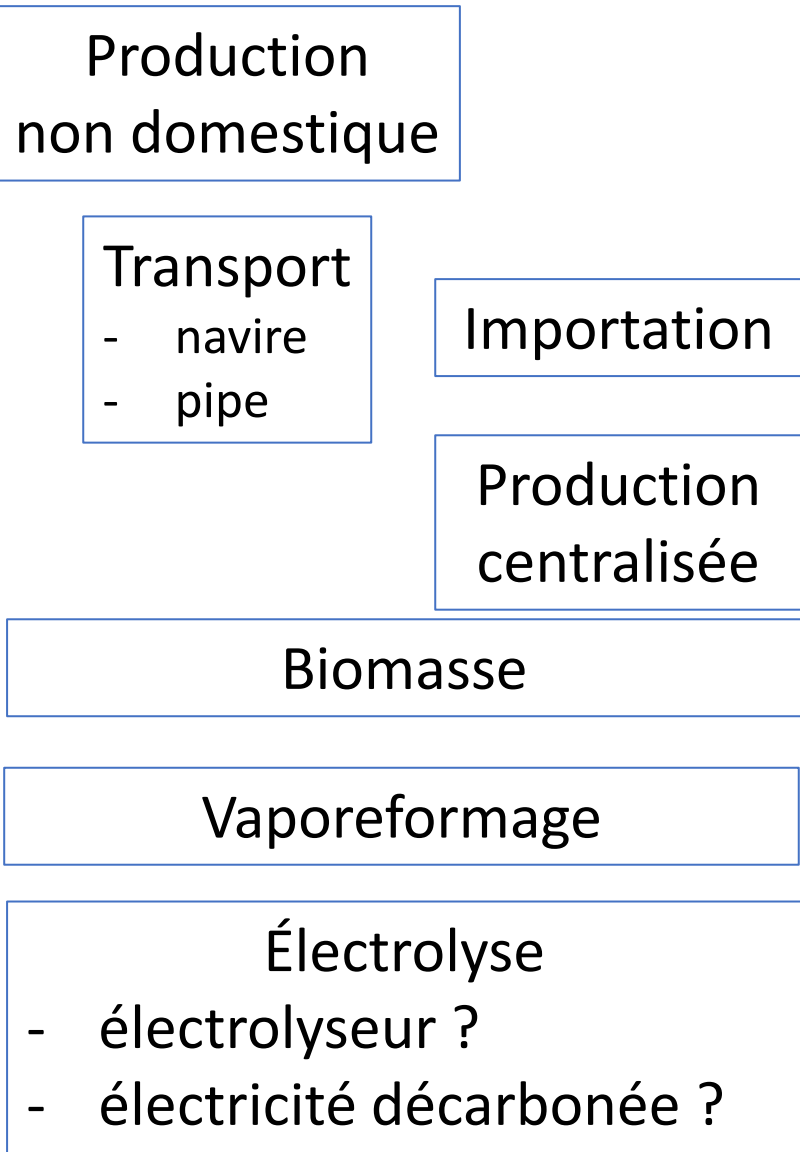 Production
non domestique
Transport
- navire
- pipe
Importation
Production
centralisée
Biomasse
Vaporeformage
Électrolyse
- électrolyseur ?
- électricité décarbonée ?